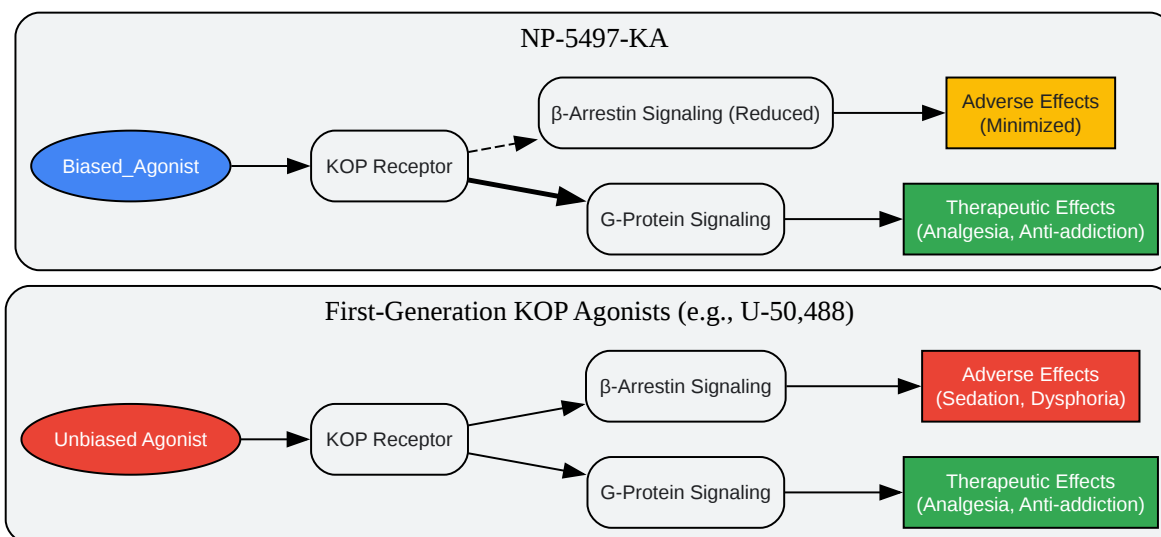 NP-5497-KA
β-Arrestin Signaling (Reduced)
Adverse Effects
(Minimized)
Biased_Agonist
KOP Receptor
G-Protein Signaling
Therapeutic Effects
(Analgesia, Anti-addiction)
First-Generation KOP Agonists (e.g., U-50,488)
β-Arrestin Signaling
Adverse Effects
(Sedation, Dysphoria)
Unbiased Agonist
KOP Receptor
G-Protein Signaling
Therapeutic Effects
(Analgesia, Anti-addiction)